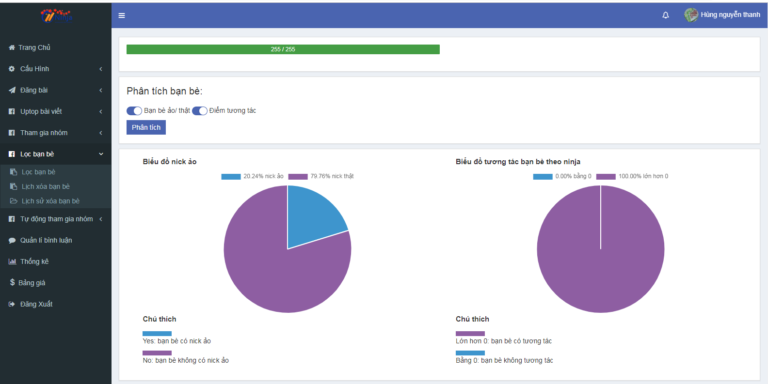 Hùng nguyễn thanh
Trang Chủ
Cấu Hình
Đăng bài
Uptop bài viết
Tham gia nhóm
Lọc bạn bè
Lọc bạn bè
Lịch xóa bạn bè
Lịch sử xóa bạn bè
Tự động tham gia nhóm
Quản lí bình luận
Thống kê
$ Bảng giá
Đăng Xuất
255 / 255
Phân tích bạn bè:
Bạn bè ảo/ thật Điểm tương tác
Phân tích
Biểu đồ nick ảo
20.24% nick ảo 79.76% nick thật
Chú thích
Yes: bạn bè có nick ảo
No: bạn bè không có nick ảo
Biểu đồ tương tác bạn bè theo ninja
0.00% bằng 0 100.00% lớn hơn 0
Chú thích
Lớn hơn 0: bạn bè có tương tác
Bằng 0: bạn bè không tương tác